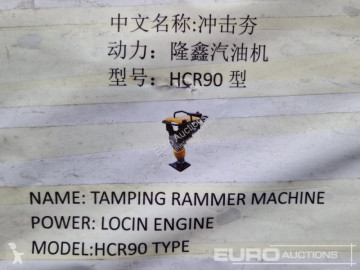 中文名称:冲击夯
动力：隆鑫汽油机
型号：HCR90 型
NAME: TAMPING RAMMER MACHINE
POWER: LOCIN ENGINE
MODEL:HCR90 TYPE
EURO AUCTIONS